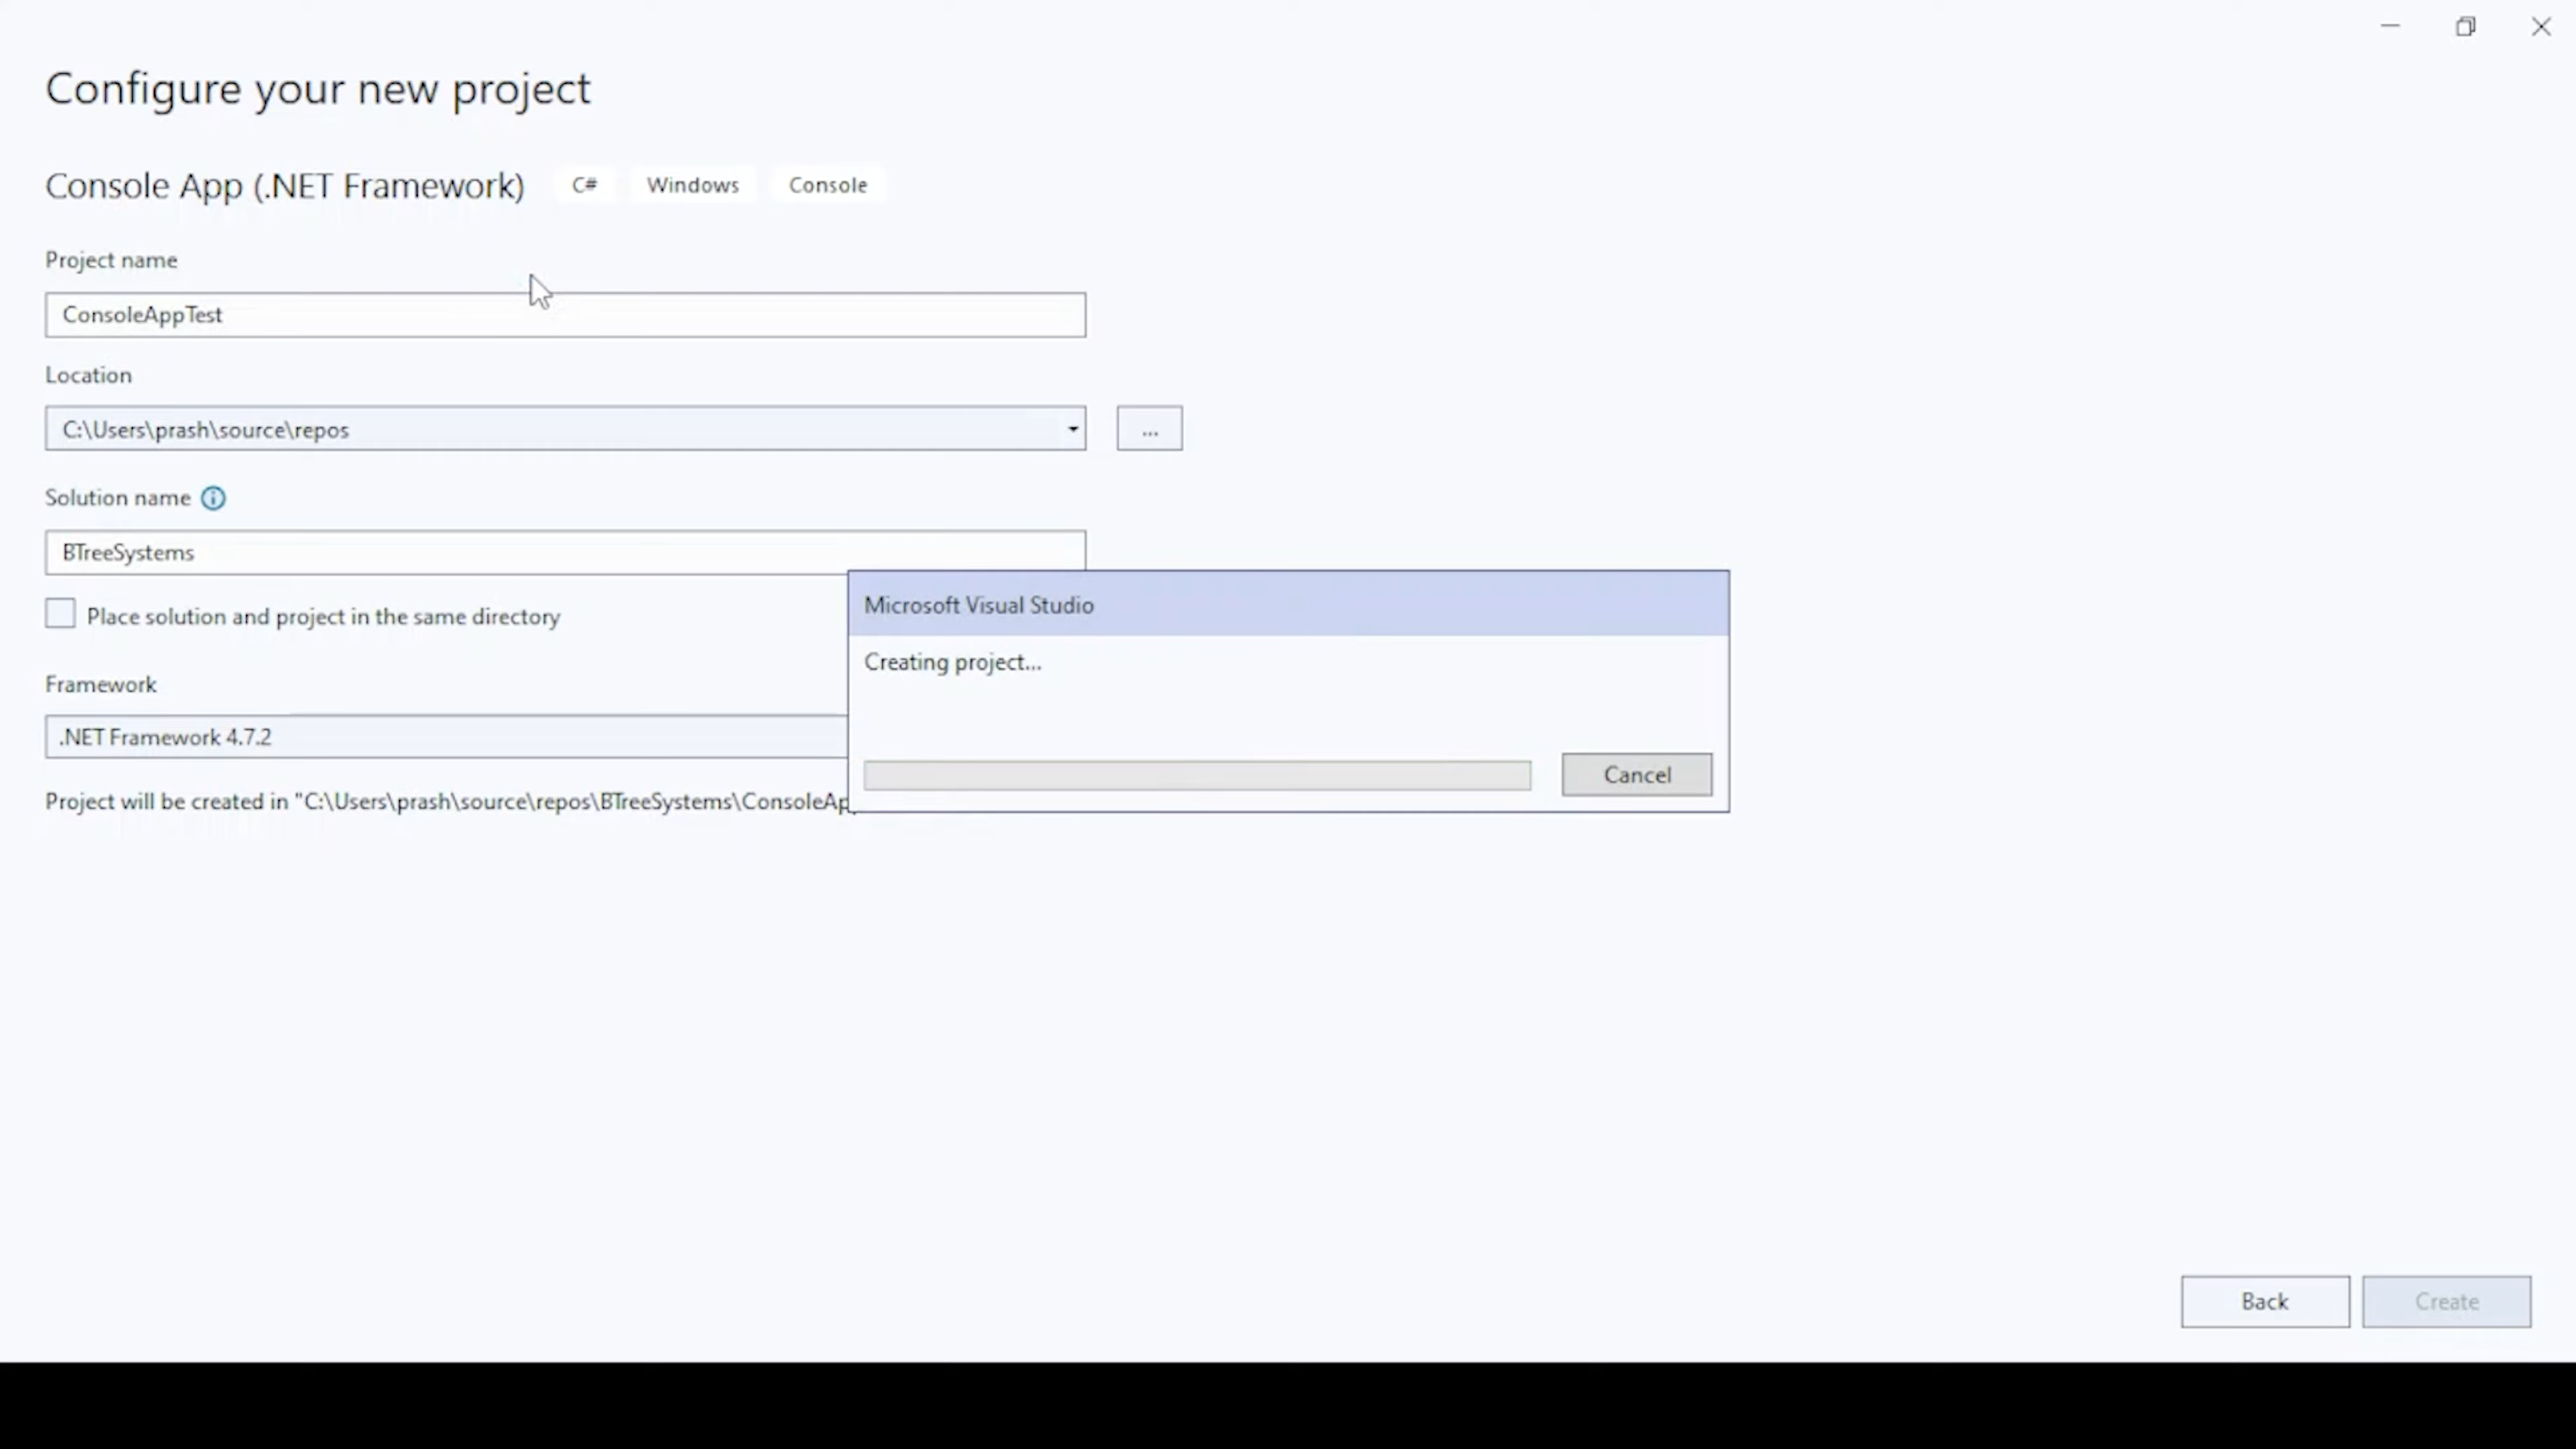 Configure your new project
Console App (.NET Framework) C# Windows Console
Project name
ConsoleAppTest
Location
C:\Users\prash\source\repos
...
Solution name
BTreeSystems
Place solution and project in the same directory
Framework
.NET Framework 4.7.2
Project will be created in "C:\Users\prash\source\repos\BTreeSystems\ConsoleAp
Microsoft Visual Studio
Creating project...
Cancel
Back
Create